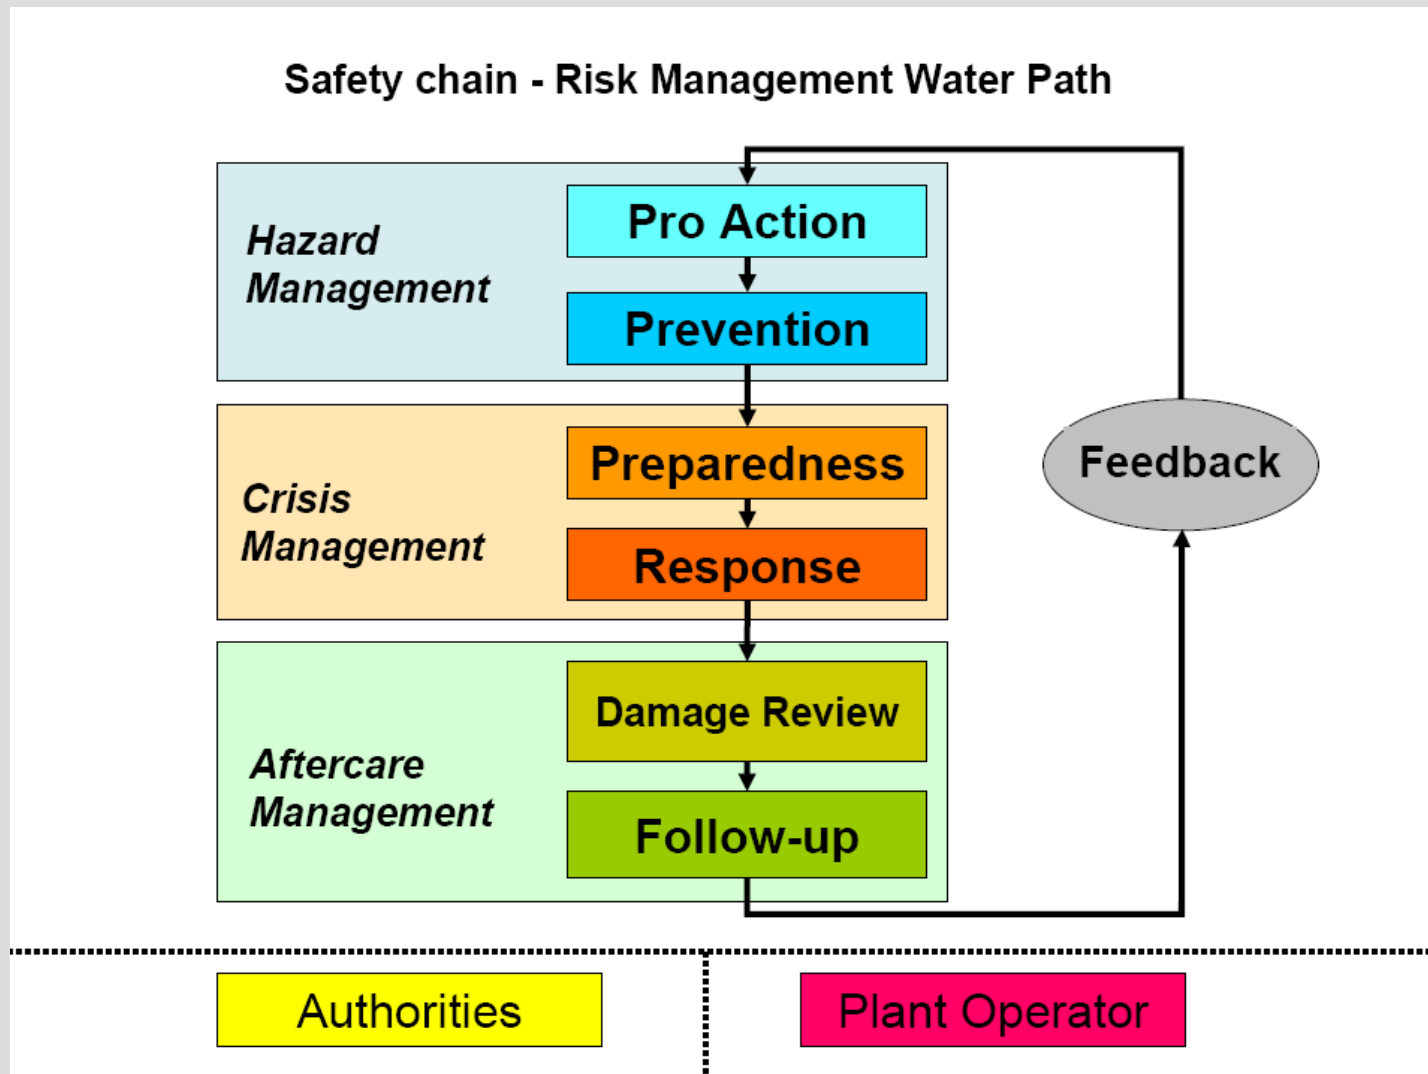 Safety chain - Risk Management Water Path
Hazard
Management
Pro Action
Prevention
Crisis
Management
Preparedness
Response
Feedback
Aftercare
Management
Damage Review
Follow-up
Authorities
Plant Operator